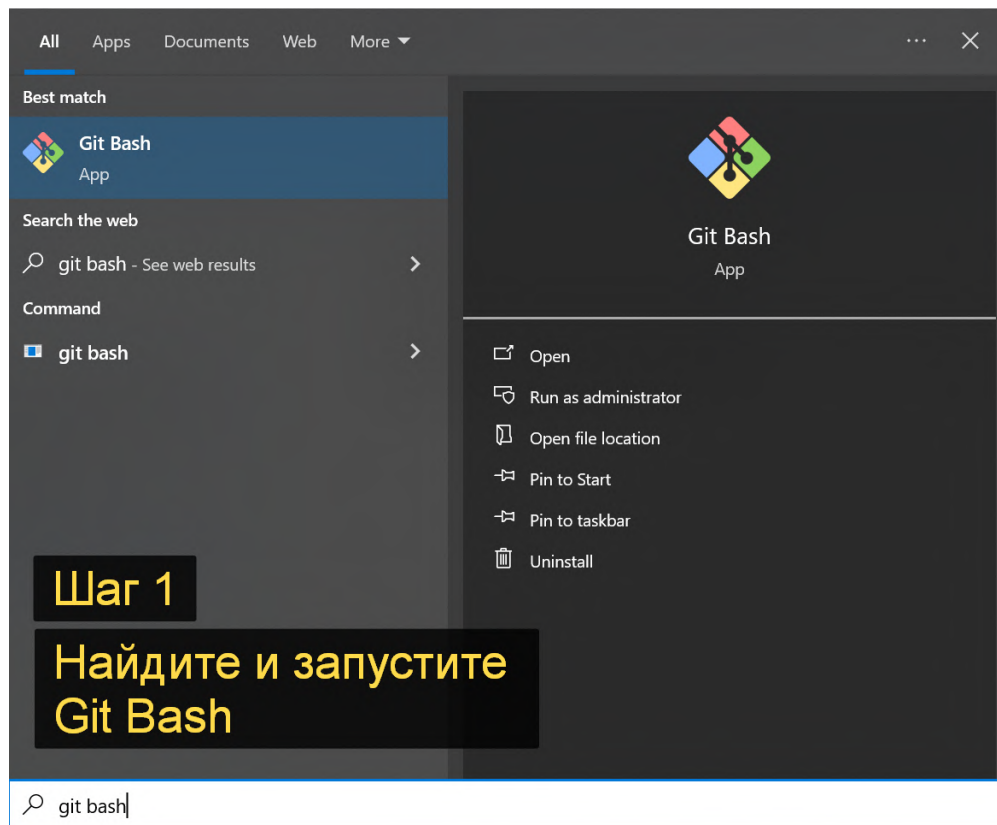 All Apps Documents Web More
Best match
Git Bash
App
Search the web
git bash - See web results
Command
git bash
Git Bash
App
Open
Run as administrator
Open file location
Pin to Start
Pin to taskbar
Uninstall
Шаг 1
Найдите и запустите
Git Bash
git bash